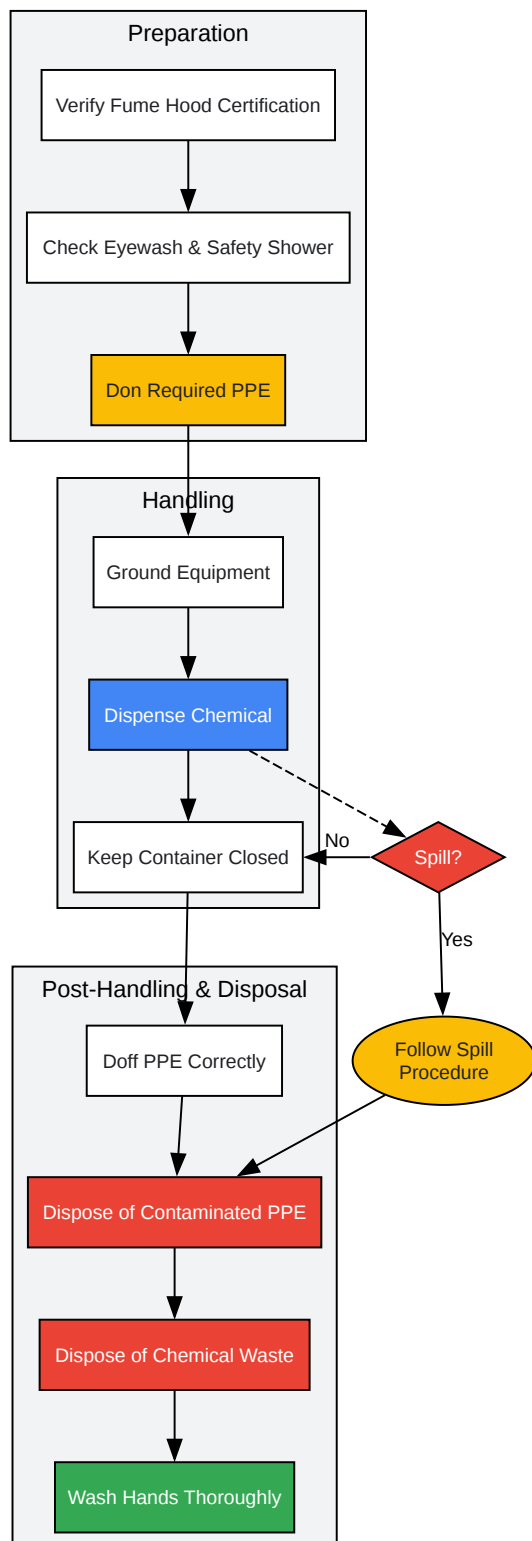 Preparation
Verify Fume Hood Certification
Check Eyewash & Safety Shower
Don Required PPE
Handling
Ground Equipment
Dispense Chemical
Keep Container Closed
No
Spill?
Yes
Post-Handling & Disposal
Doff PPE Correctly
Follow Spill
Procedure
Dispose of Contaminated PPE
Dispose of Chemical Waste
Wash Hands Thoroughly